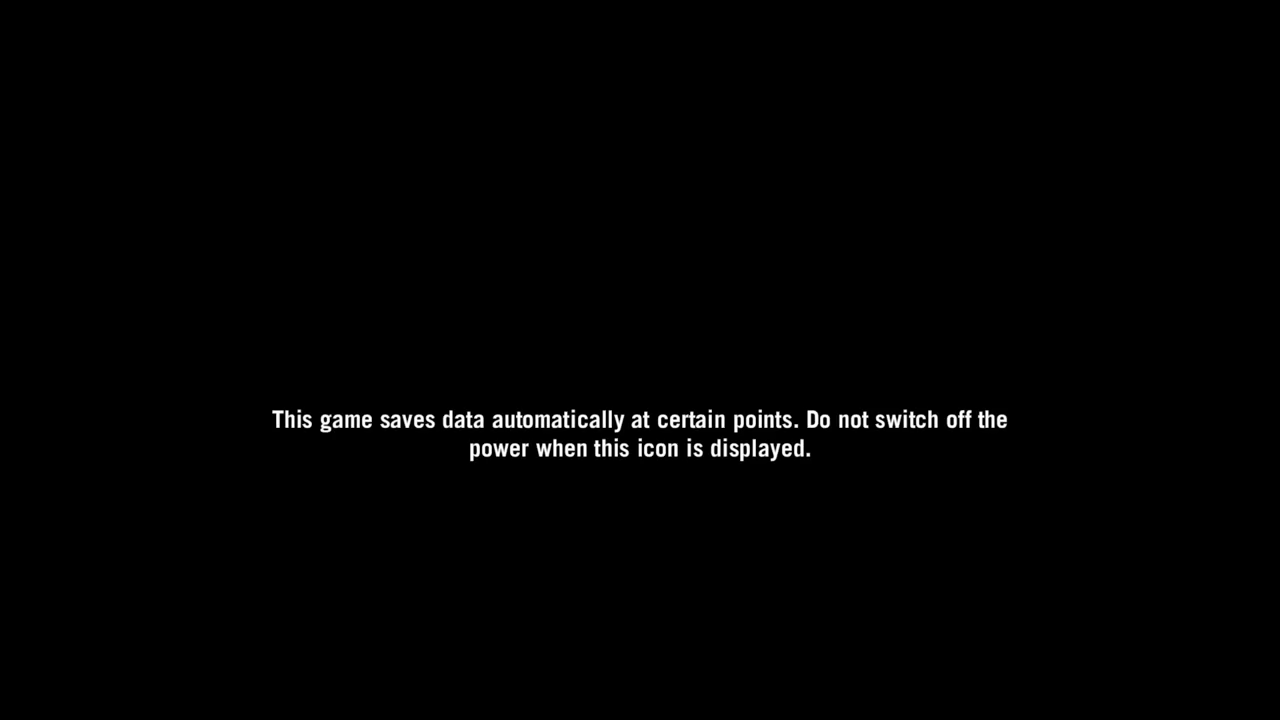 This game saves data automatically at certain points. Do not switch off the
power when this icon is displayed.